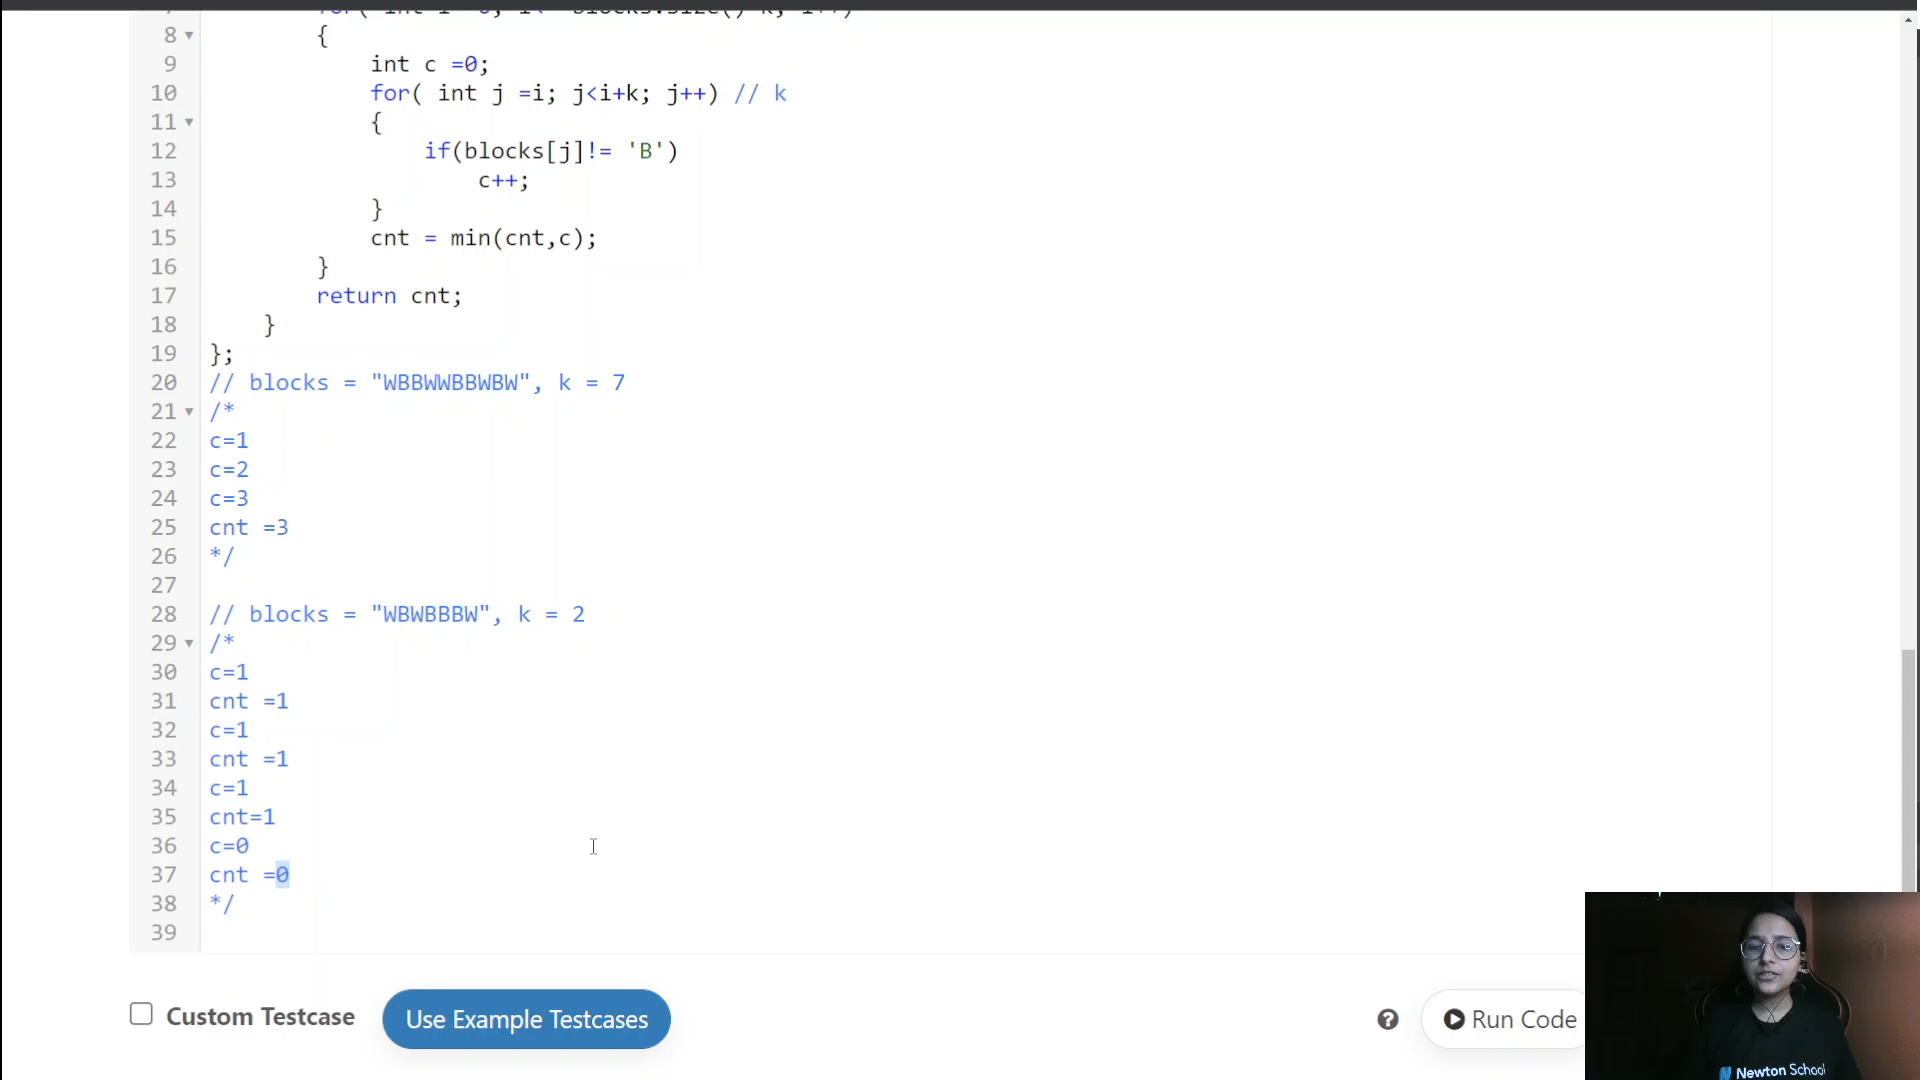 8 {
9 int c =0;
10 for( int j =i; j<i+k; j++) // k
11 {
12 if(blocks[j]!= 'B')
13 c++;
14 }
15 cnt = min(cnt,c);
16 }
17 return cnt;
18 }
19 };
20 // blocks = "WBBWWBBWBW", k = 7
21 /*
22 c=1
23 c=2
24 c=3
25 cnt =3
26 */
27
28 // blocks = "WBWBBBW", k = 2
29 /*
30 c=1
31 cnt =1
32 c=1
33 cnt =1
34 c=1
35 cnt=1
36 c=0
37 cnt =0
38 */
39
Custom Testcase
Use Example Testcases
? Run Code
Newton School